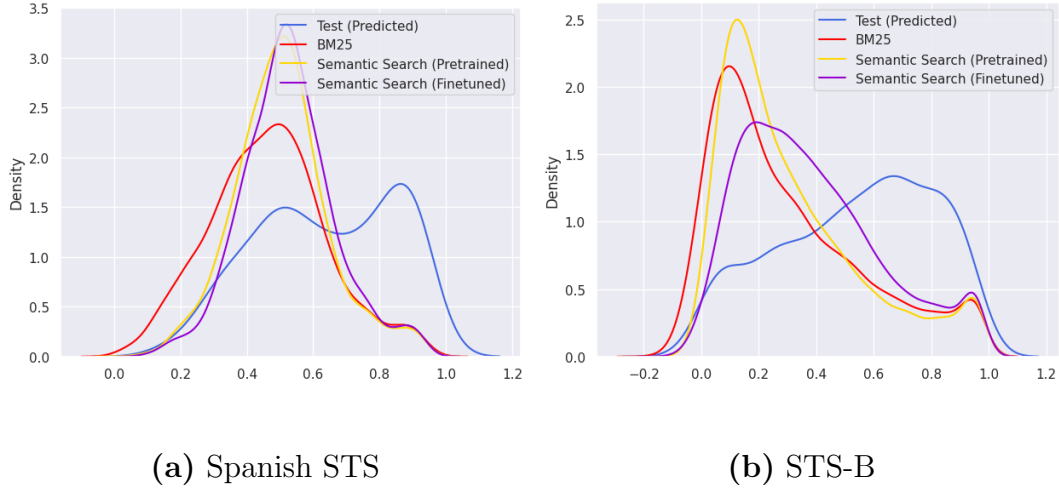 3.5
3.0
2.5
2.0
1.5
1.0
0.5
0.0
Density
0.0 0.2 0.4 0.6 0.8 1.0 1.2
Test (Predicted)
BM25
Semantic Search (Pretrained)
Semantic Search (Finetuned)
2.5
2.0
1.5
1.0
0.5
0.0
Density
−0.2 0.0 0.2 0.4 0.6 0.8 1.0 1.2
Test (Predicted)
BM25
Semantic Search (Pretrained)
Semantic Search (Finetuned)
(a) Spanish STS
(b) STS-B